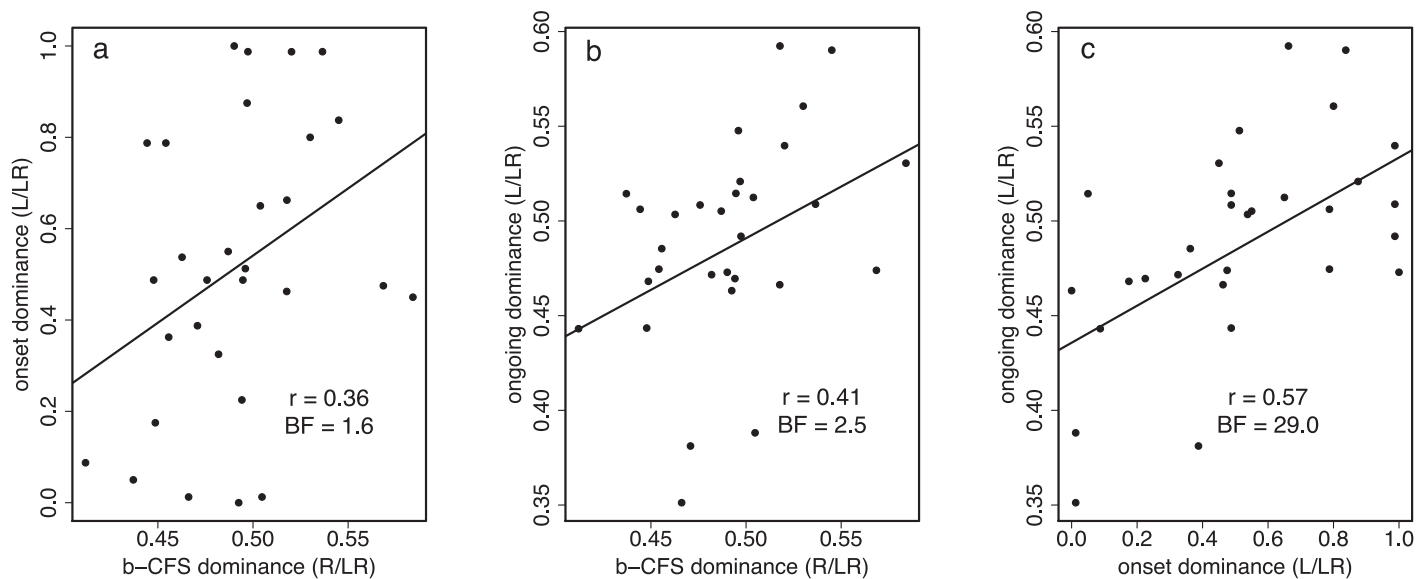 a
onset dominance (L/LR)
1.0
0.8
0.6
0.4
0.2
0.0
r = 0.36
BF = 1.6
0.45 0.50 0.55
b−CFS dominance (R/LR)
b
ongoing dominance (L/LR)
0.60
0.55
0.50
0.45
0.40
0.35
r = 0.41
BF = 2.5
0.45 0.50 0.55
b−CFS dominance (R/LR)
c
ongoing dominance (L/LR)
0.60
0.55
0.50
0.45
0.40
0.35
r = 0.57
BF = 29.0
0.0 0.2 0.4 0.6 0.8 1.0
onset dominance (L/LR)